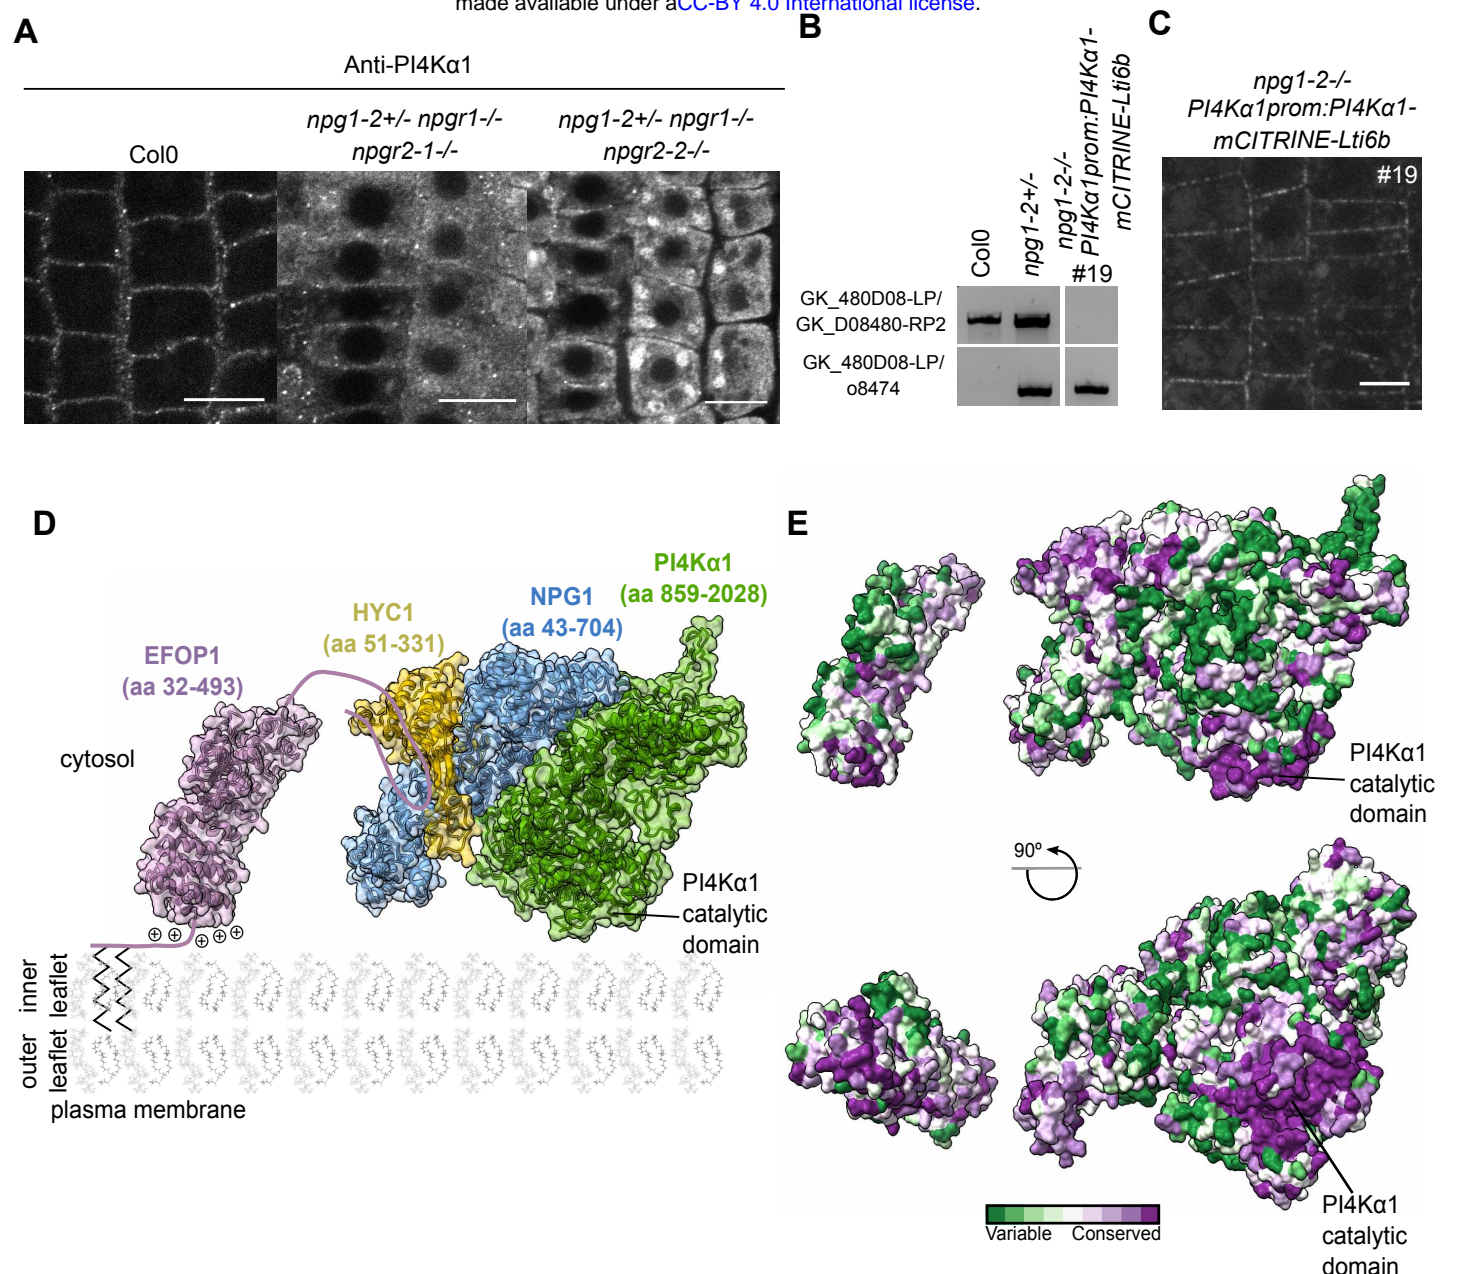 made available under aCC-BY 4.0 International license.
A
Anti-PI4Kα1
Col0
npg1-2+/- npgr1-/-
npgr2-1-/-
npg1-2+/- npgr1-/-
npgr2-2-/-
B
Col0
npg1-2+/-
npg1-2-/-
PI4Kα1prom:PI4Kα1-
mCITRINE-Lti6b
#19
GK_480D08-LP/
GK_D08480-RP2
GK_480D08-LP/
o8474
C
npg1-2-/-
PI4Kα1prom:PI4Kα1-
mCITRINE-Lti6b
#19
D
EFOP1
(aa 32-493)
HYC1
(aa 51-331)
NPG1
(aa 43-704)
PI4Kα1
(aa 859-2028)
cytosol
PI4Kα1
catalytic
domain
+ + + + +
inner
leaflet
outer
leaflet
plasma membrane
E
PI4Kα1
catalytic
domain
90º
PI4Kα1
catalytic
domain
Variable Conserved